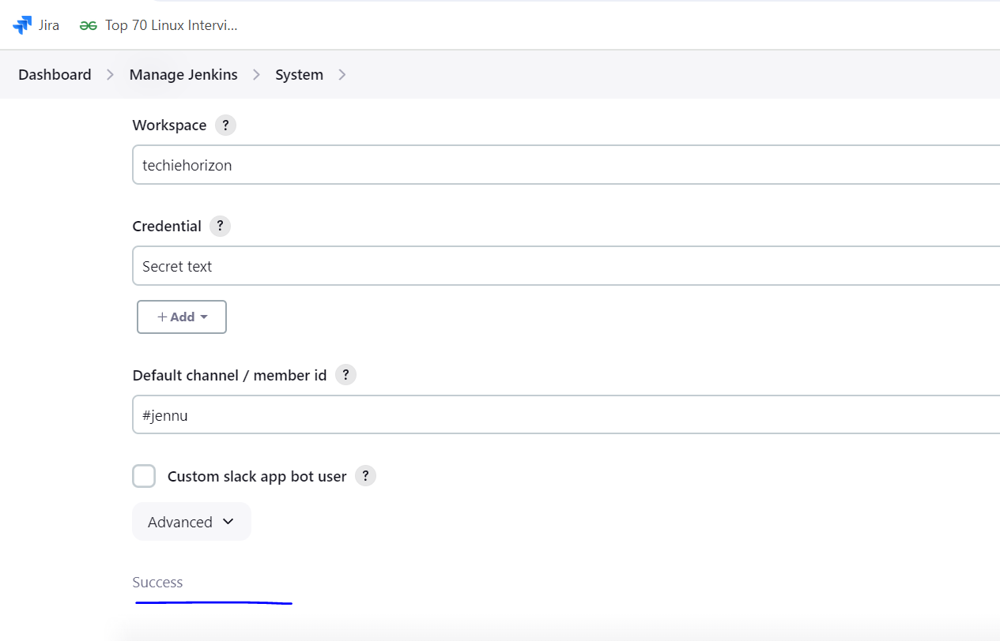 Jira Top 70 Linux Intervi...
Dashboard > Manage Jenkins > System >
Workspace ?
techiehorizon
Credential ?
Secret text
+ Add
Default channel / member id ?
#jennu
Custom slack app bot user ?
Advanced
Success